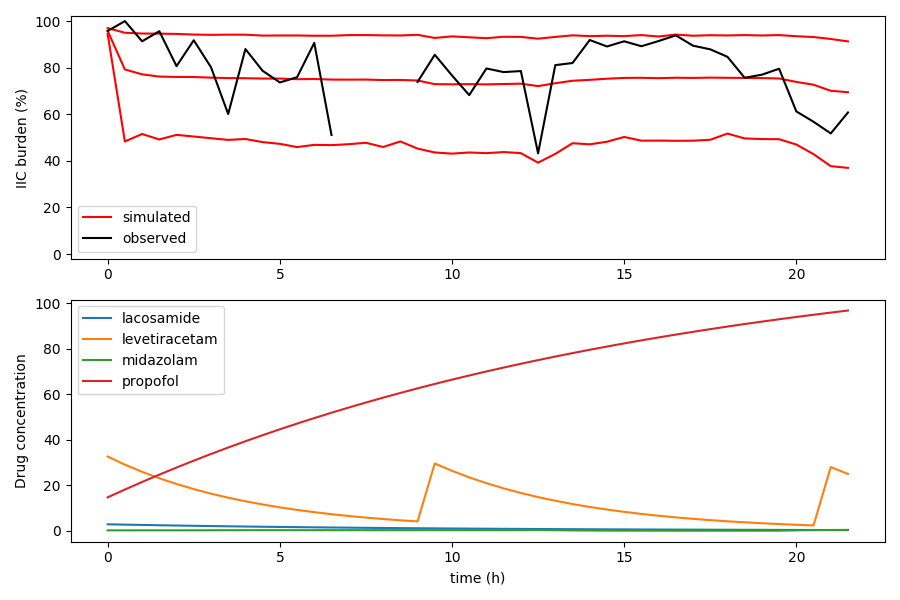 100
80
60
40
20
0
IIC burden (%)
simulated
observed
0 5 10 15 20
100
80
60
40
20
0
Drug concentration
lacosamide
levetiracetam
midazolam
propofol
0 5 10 15 20
time (h)